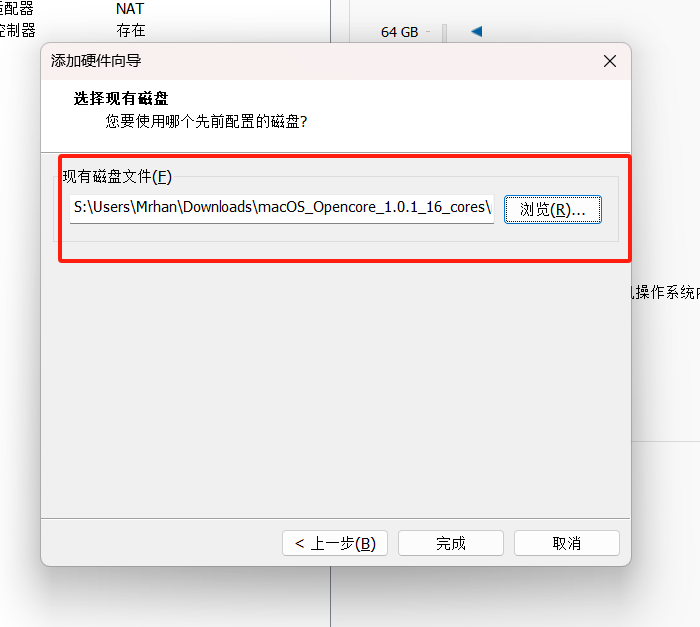 适配器 NAT
控制器 存在
64 GB
添加硬件向导
选择现有磁盘
您要使用哪个先前配置的磁盘?
现有磁盘文件(F)
S:\Users\Mrhan\Downloads\macOS_Opencore_1.0.1_16_cores\
浏览(R)...
操作系统
< 上一步(B)
完成
取消